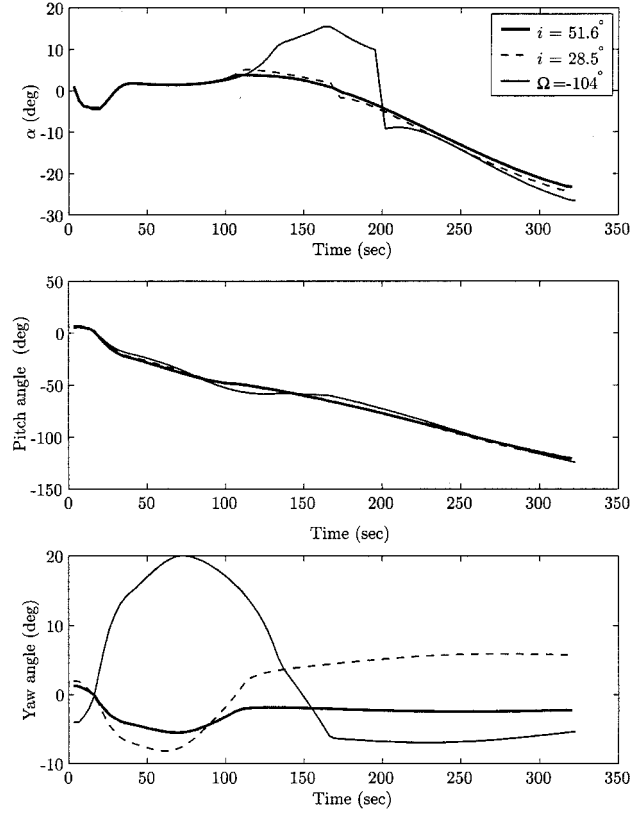 20
10
0
-10
-20
-30
α (deg)
i = 51.6°
i = 28.5°
Ω=-104°
0 50 100 150 200 250 300 350
Time (sec)
50
0
-50
-100
-150
Pitch angle (deg)
0 50 100 150 200 250 300 350
Time (sec)
20
10
0
-10
Yaw angle (deg)
0 50 100 150 200 250 300 350
Time (sec)